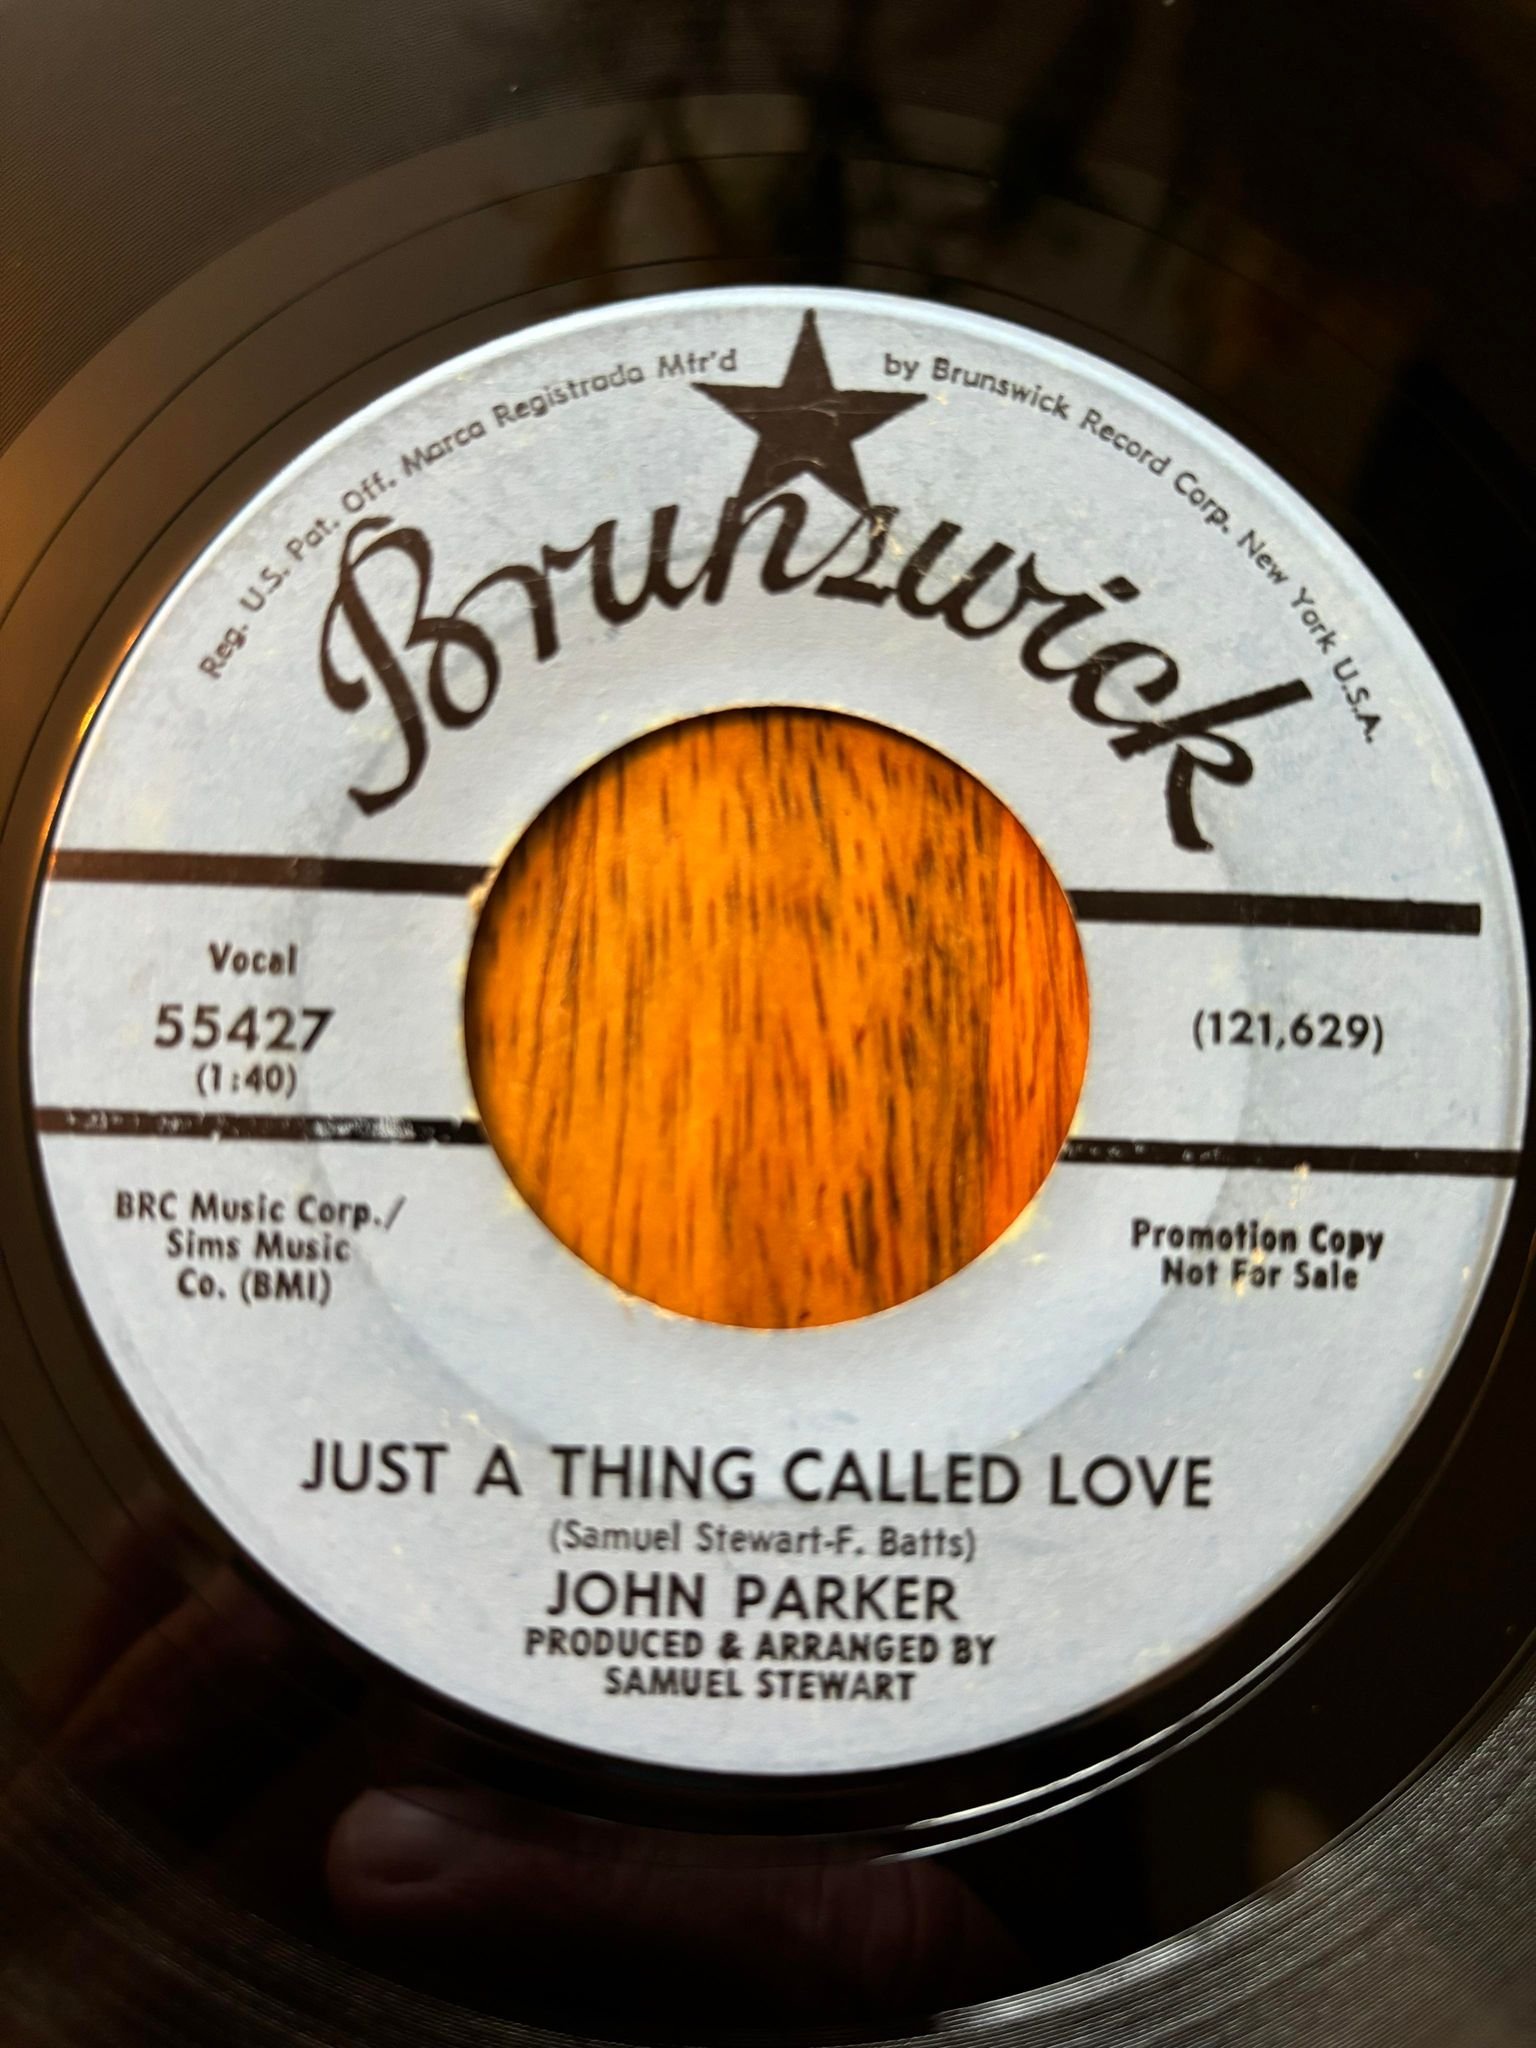 Reg. U.S. Pat. Off. Marca Registrada Mfr'd by Brunswick Record Corp. New York U.S.A.
Brunswick
Vocal
55427
(1:40)
(121,629)
BRC Music Corp./
Sims Music
Co. (BMI)
Promotion Copy
Not For Sale
JUST A THING CALLED LOVE
(Samuel Stewart-F. Batts)
JOHN PARKER
PRODUCED & ARRANGED BY
SAMUEL STEWART